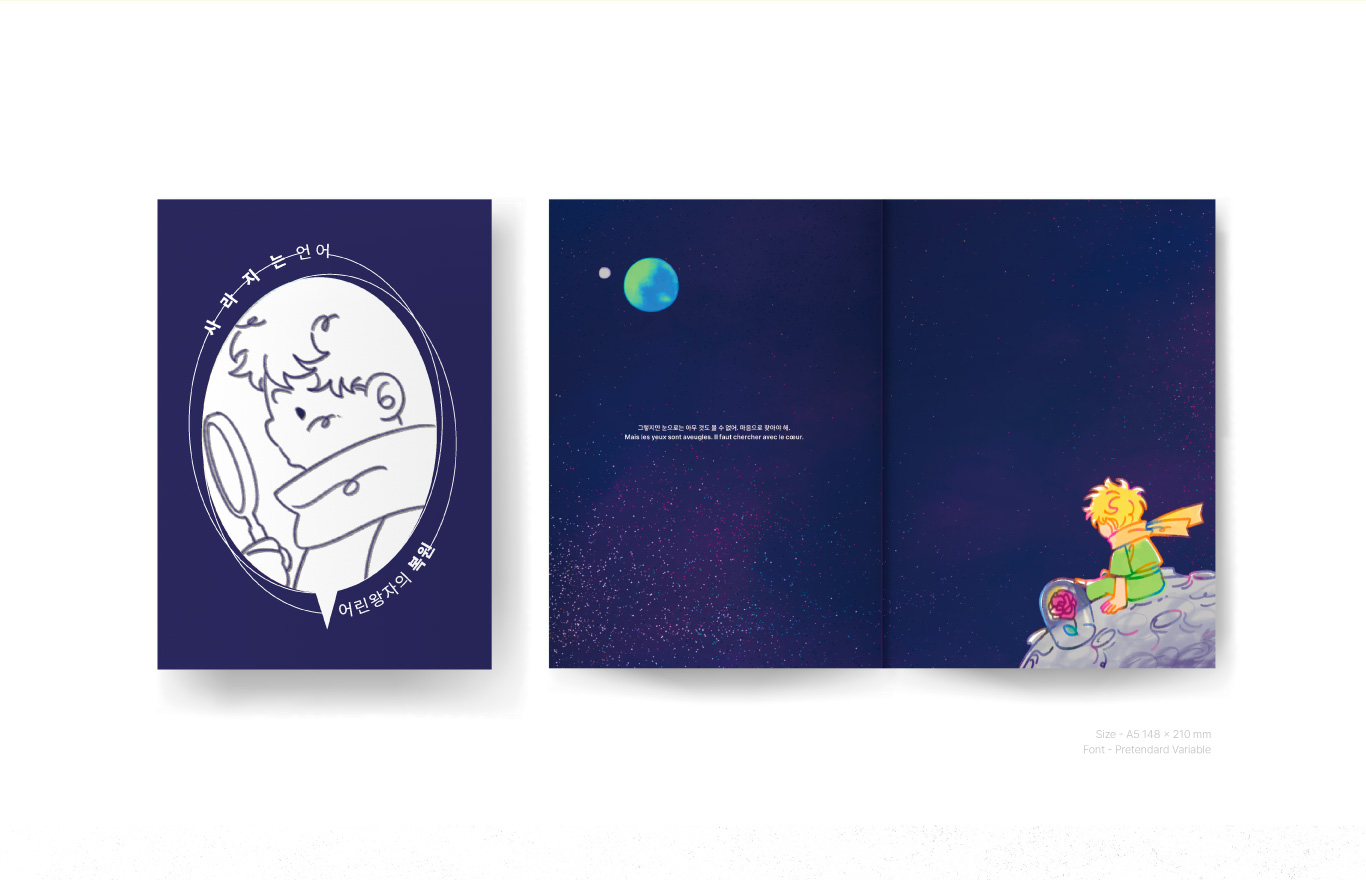 사라지는 언어
어린왕자의 복원
그렇지만 눈으로는 아무 것도 볼 수 없어. 마음으로 찾아야 해.
Mais les yeux sont aveugles. Il faut chercher avec le cœur.
Size - A5 148 × 210 mm
Font - Pretendard Variable